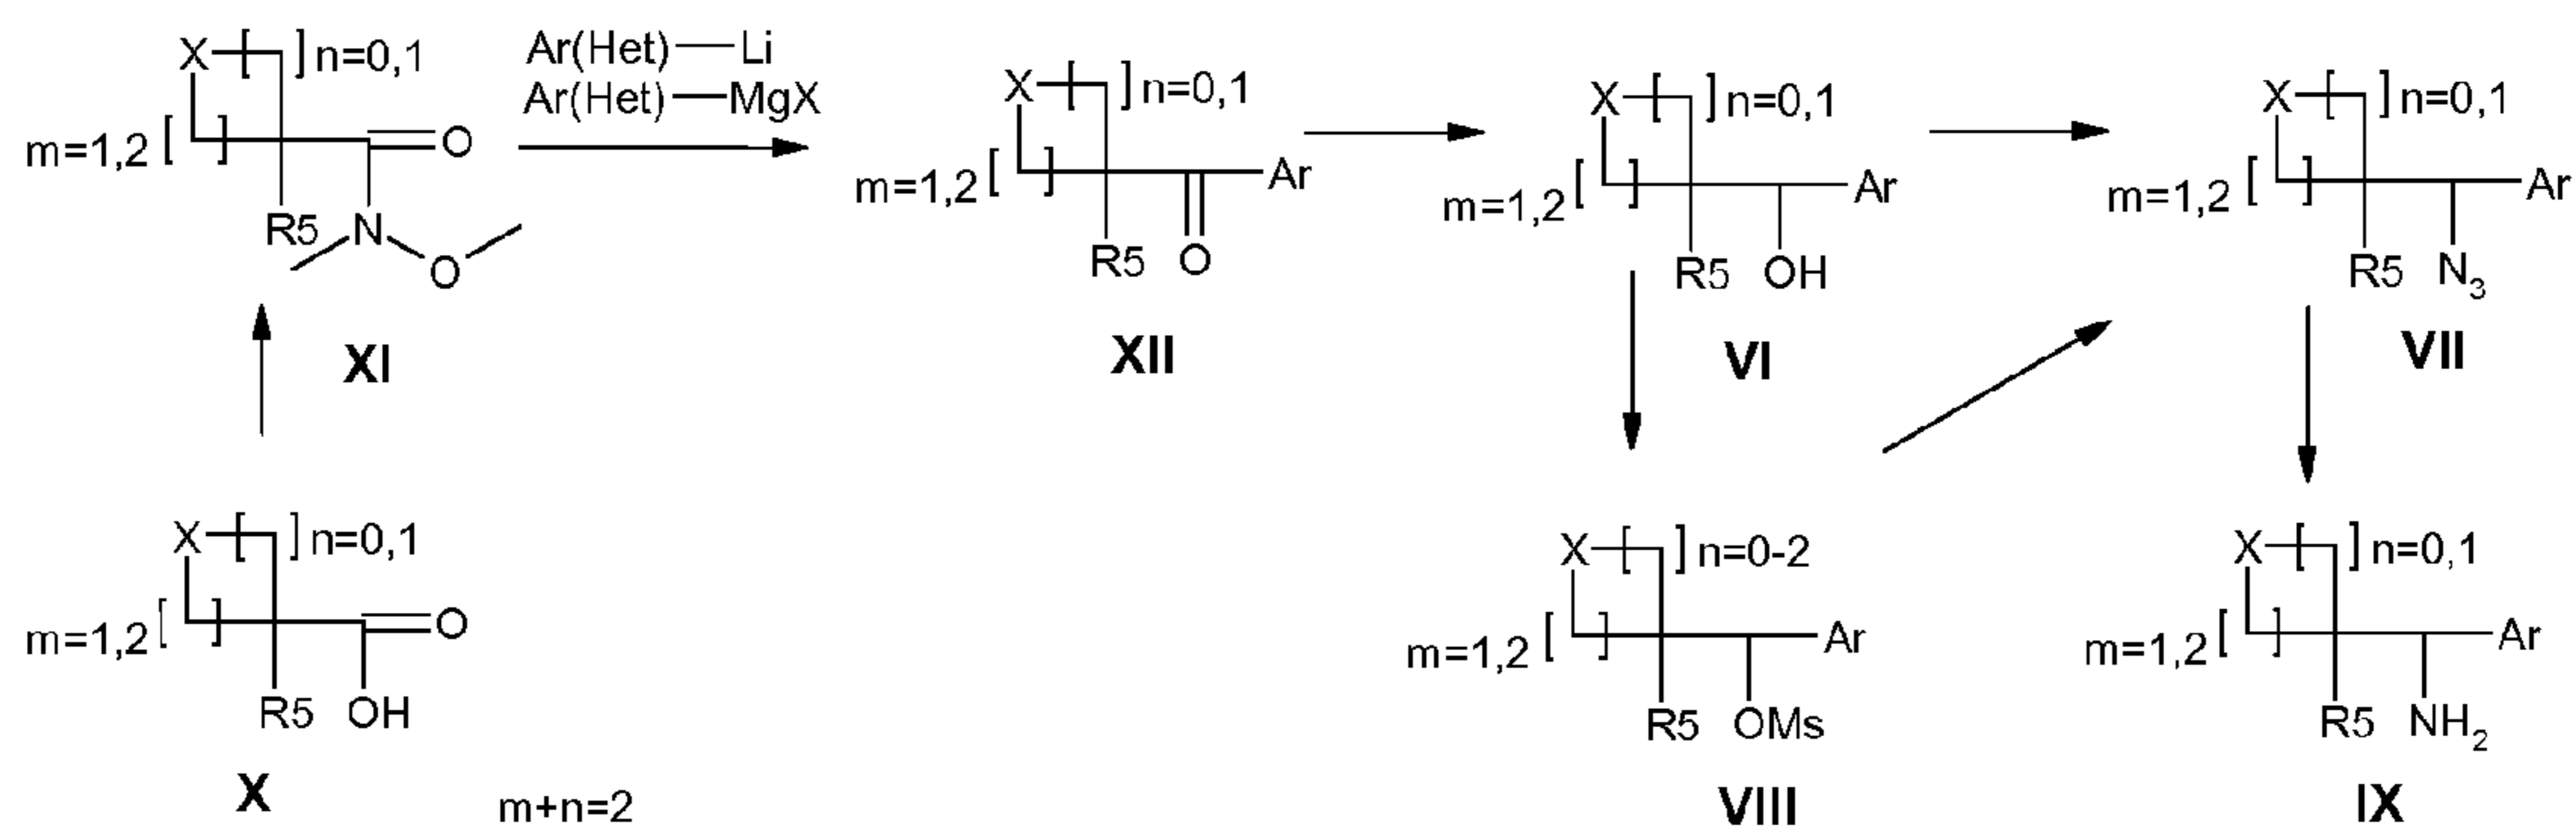 X [ ] n=0,1
m=1,2 [ ] O
R5 N O
XI
Ar(Het)—Li
Ar(Het)—MgX
X [ ] n=0,1
m=1,2 [ ] Ar
R5 O
XII
X [ ] n=0,1
m=1,2 [ ] Ar
R5 OH
VI
X [ ] n=0,1
m=1,2 [ ] Ar
R5 N3
VII
X [ ] n=0,1
m=1,2 [ ] O
R5 OH
X
m+n=2
X [ ] n=0-2
m=1,2 [ ] Ar
R5 OMs
VIII
X [ ] n=0,1
m=1,2 [ ] Ar
R5 NH2
IX